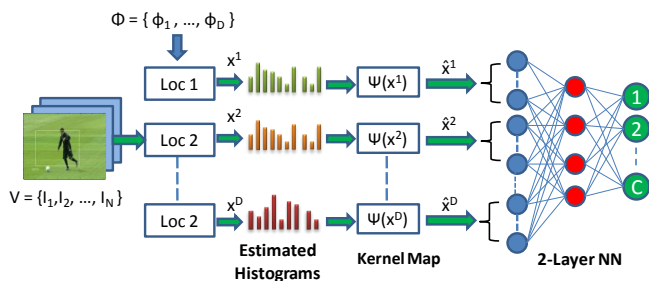 Φ = { ϕ1 , …, ϕD }
Loc 1
x1
Ψ(x1)
x̂1
Loc 2
x2
Ψ(x2)
x̂2
V = {I1,I2, …, IN}
Loc 2
xD
Ψ(xD)
x̂D
1
2
C
Estimated
Histograms
Kernel Map
2-Layer NN